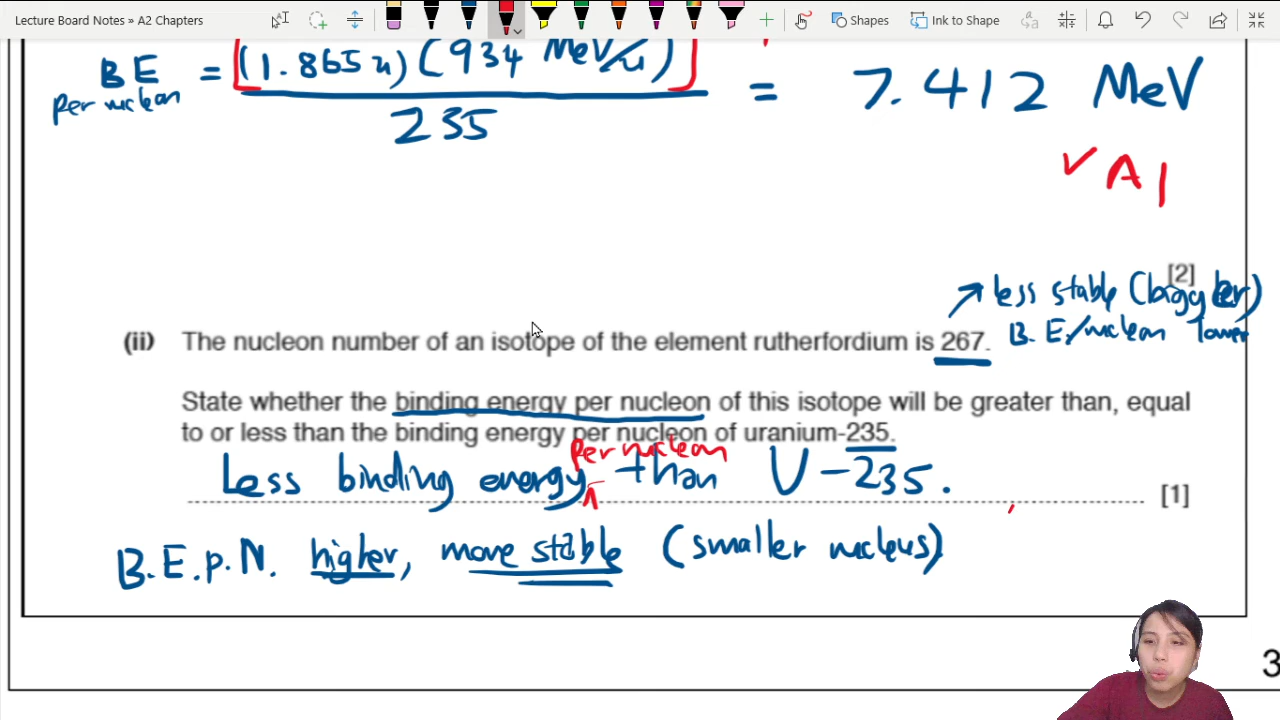 Lecture Board Notes » A2 Chapters
Shapes
Ink to Shape
BE per nucleon = [(1.865 u) (934 MeV/u)] / 235 = 7.412 MeV
✓ A1
[2]
→ less stable (bigger)
B.E/nucleon lower
(ii) The nucleon number of an isotope of the element rutherfordium is 267.
State whether the binding energy per nucleon of this isotope will be greater than, equal
to or less than the binding energy per nucleon of uranium-235.
per nucleon
Less binding energy ^ than U-235.
[1]
B.E.p.N. higher, more stable (smaller nucleus)
3